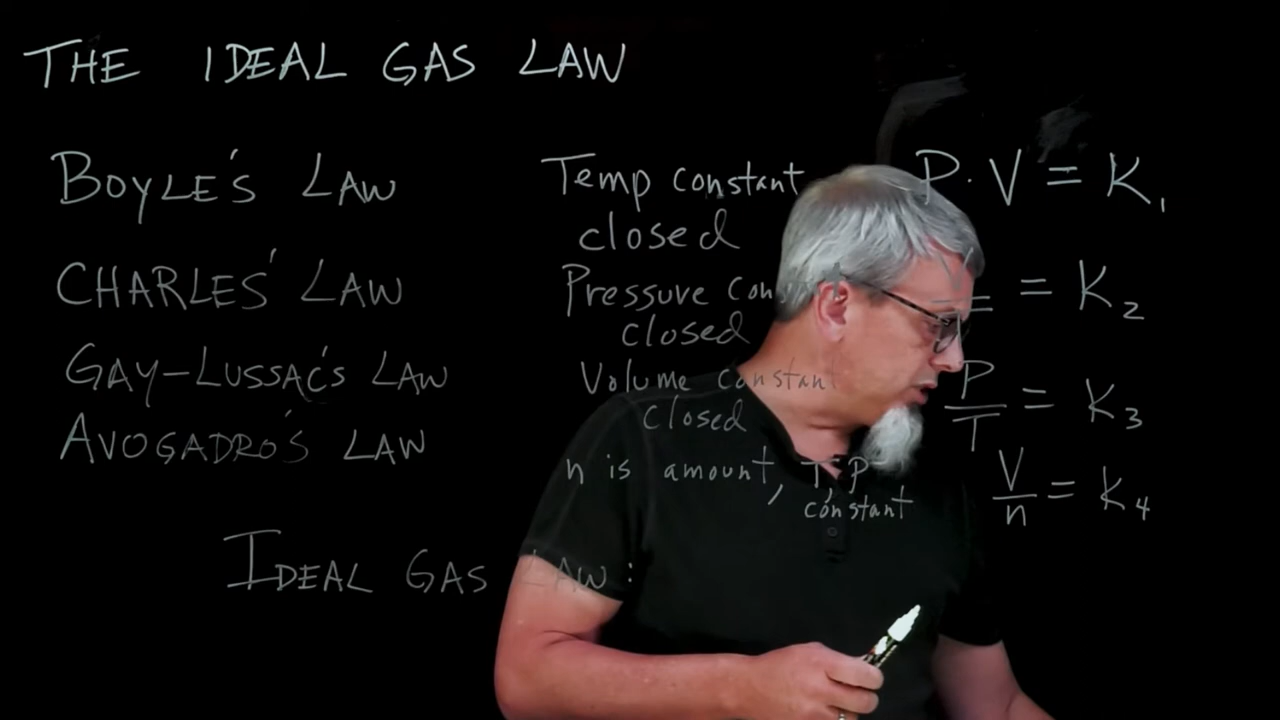 THE IDEAL GAS LAW
BOYLE'S LAW Temp constant P · V = K₁
closed
CHARLES' LAW Pressure = K₂
closed
GAY-LUSSAC'S LAW Volume constant P/T = K₃
closed
AVOGADRO'S LAW n is amount, T, P V/n = K₄
constant
IDEAL GAS LAW: